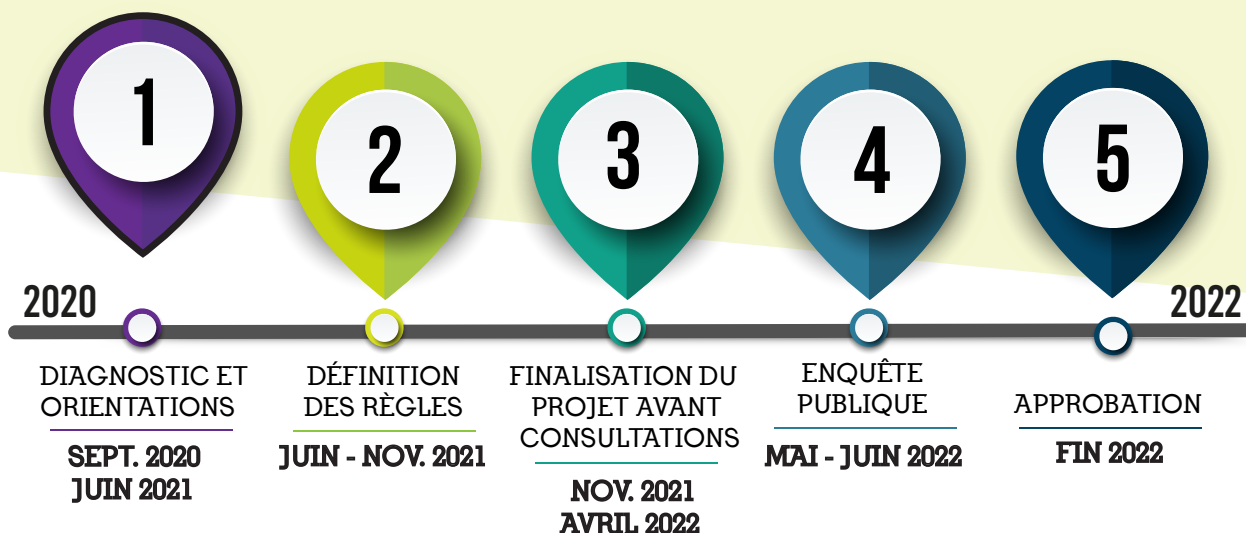 1
2
3
4
5
2020
2022
DIAGNOSTIC ET
ORIENTATIONS
SEPT. 2020
JUIN 2021
DÉFINITION
DES RÈGLES
JUIN - NOV. 2021
FINALISATION DU
PROJET AVANT
CONSULTATIONS
NOV. 2021
AVRIL 2022
ENQUÊTE
PUBLIQUE
MAI - JUIN 2022
APPROBATION
FIN 2022